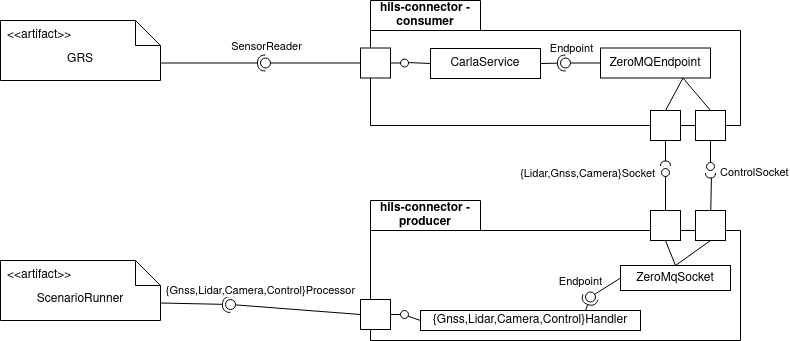 hils-connector -
consumer
<<artifact>>
GRS
SensorReader
CarlaService
Endpoint
ZeroMQEndpoint
{Lidar,Gnss,Camera}Socket
ControlSocket
hils-connector -
producer
<<artifact>>
ScenarioRunner
{Gnss,Lidar,Camera,Control}Processor
Endpoint
ZeroMqSocket
{Gnss,Lidar,Camera,Control}Handler